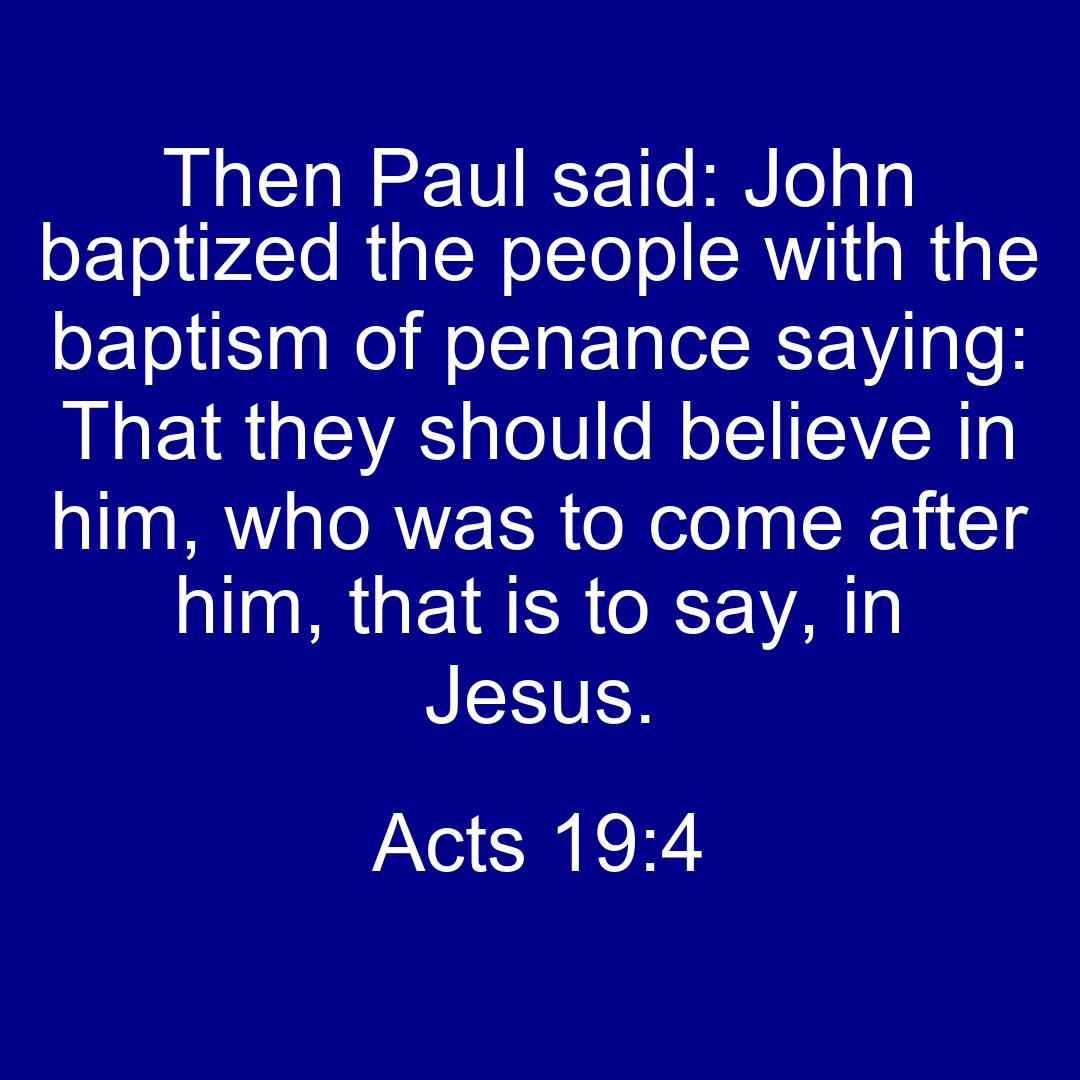 Then Paul said: John
baptized the people with the
baptism of penance saying:
That they should believe in
him, who was to come after
him, that is to say, in
Jesus.
Acts 19:4